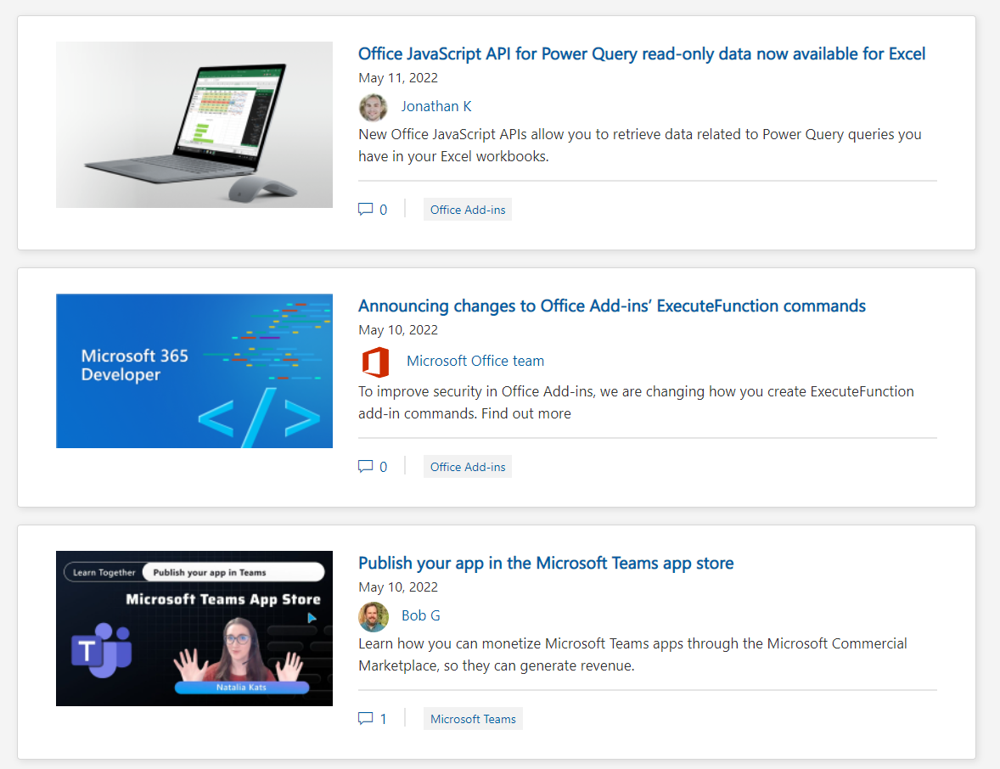 Office JavaScript API for Power Query read-only data now available for Excel
May 11, 2022
Jonathan K
New Office JavaScript APIs allow you to retrieve data related to Power Query queries you
have in your Excel workbooks.
0
Office Add-ins
Microsoft 365
Developer
</>
Announcing changes to Office Add-ins’ ExecuteFunction commands
May 10, 2022
Microsoft Office team
To improve security in Office Add-ins, we are changing how you create ExecuteFunction
add-in commands. Find out more
0
Office Add-ins
Learn Together Publish your app in Teams
Microsoft Teams App Store
T
Natalia Kats
Publish your app in the Microsoft Teams app store
May 10, 2022
Bob G
Learn how you can monetize Microsoft Teams apps through the Microsoft Commercial
Marketplace, so they can generate revenue.
1
Microsoft Teams